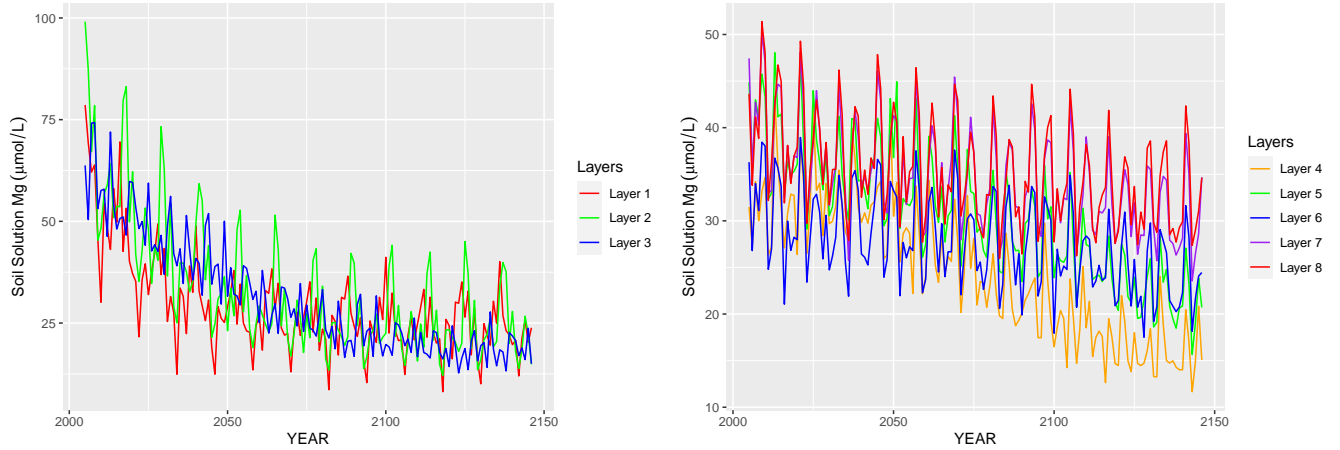 100
75
50
25
2000
2050
2100
2150
YEAR
Soil Solution Mg (μmol/L)
Layers
Layer 1
Layer 2
Layer 3
50
40
30
20
10
2000
2050
2100
2150
YEAR
Soil Solution Mg (μmol/L)
Layers
Layer 4
Layer 5
Layer 6
Layer 7
Layer 8